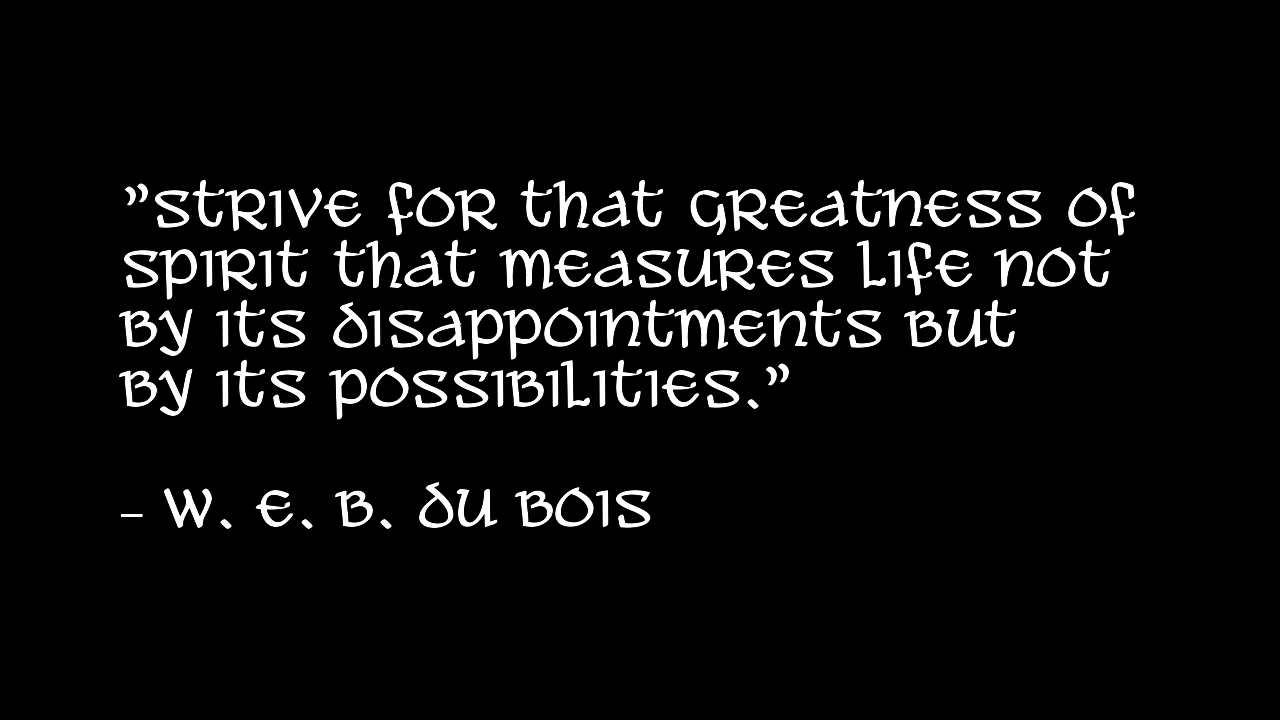 ”Strive for that greatness of
spirit that measures life not
by its disappointments but
by its possibilities.”
– W. E. B. Du Bois